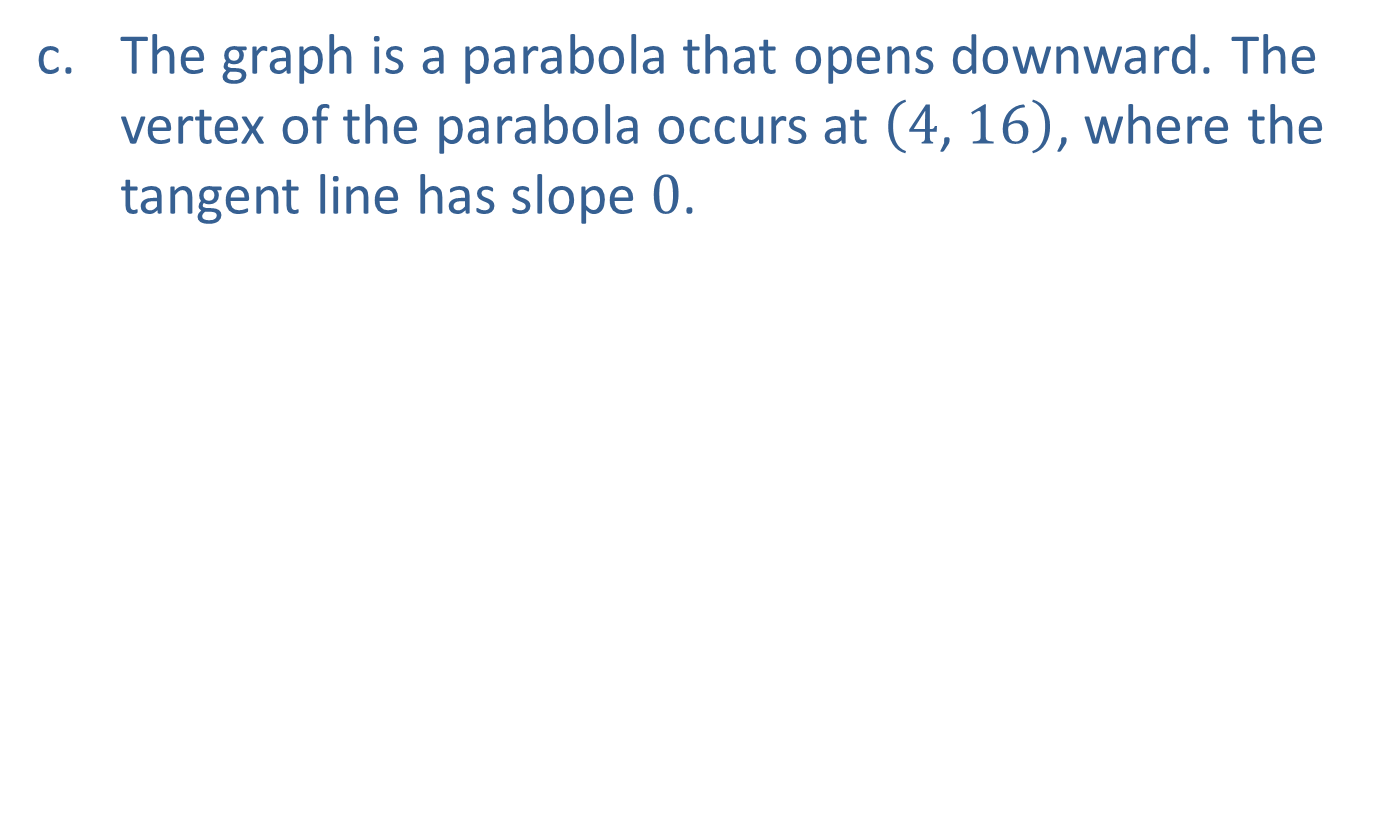 c. The graph is a parabola that opens downward. The
vertex of the parabola occurs at (4, 16), where the
tangent line has slope 0.